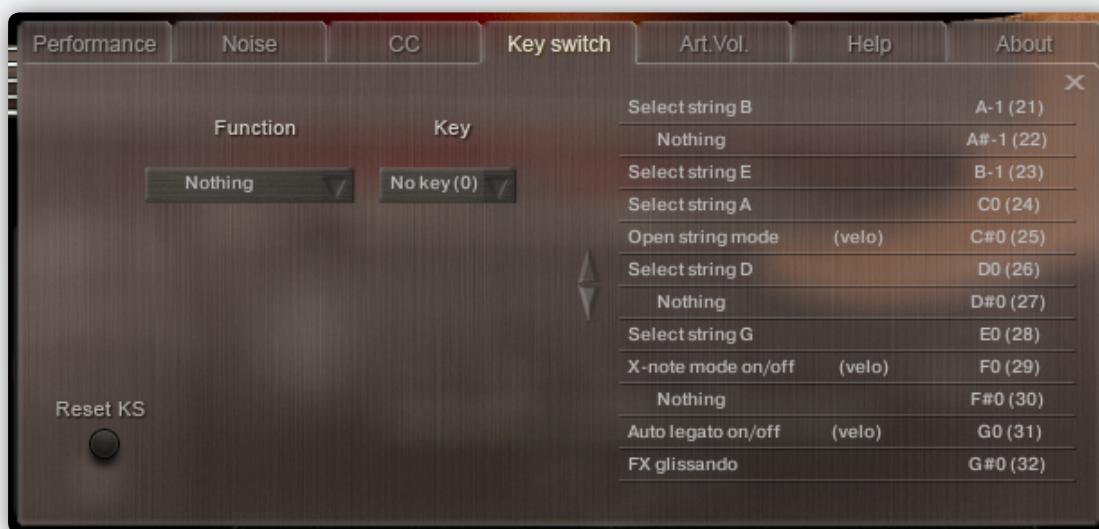 Performance Noise CC Key switch Art.Vol. Help About
X
Function Key
Nothing No key (0)
Reset KS
Select string B A-1 (21)
Nothing A#-1 (22)
Select string E B-1 (23)
Select string A C0 (24)
Open string mode (velo) C#0 (25)
Select string D D0 (26)
Nothing D#0 (27)
Select string G E0 (28)
X-note mode on/off (velo) F0 (29)
Nothing F#0 (30)
Auto legato on/off (velo) G0 (31)
FX glissando G#0 (32)